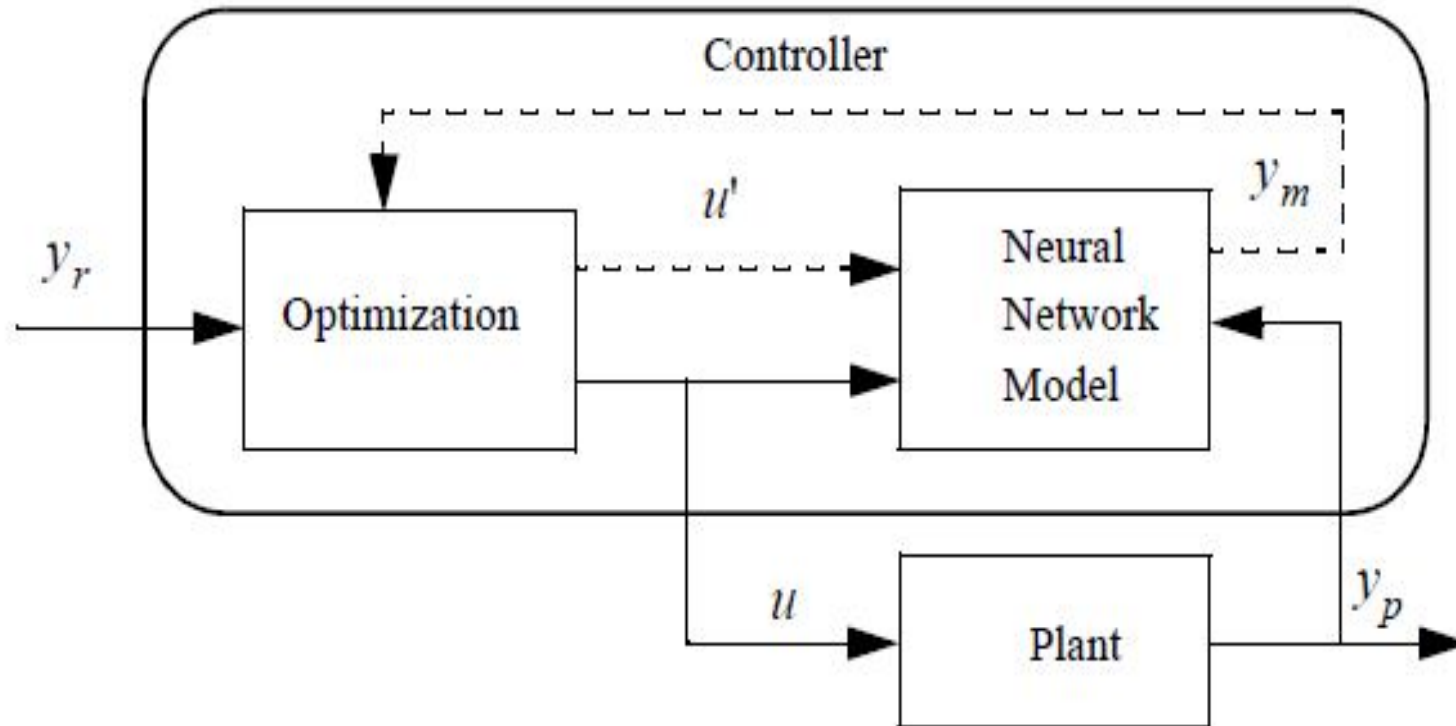 Controller
y_m
u'
y_r
Neural
Optimization
Network
Model
u
y_p
Plant